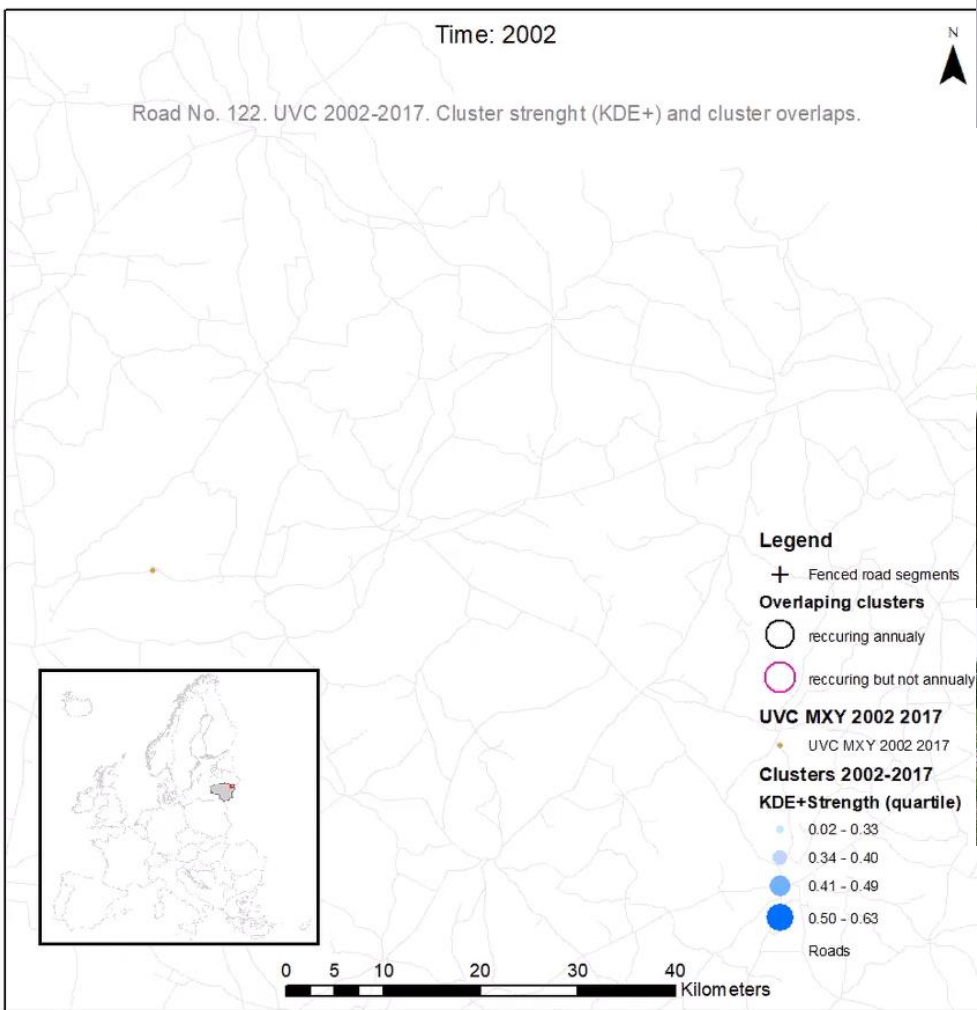 Time: 2002
N
Road No. 122. UVC 2002-2017. Cluster strenght (KDE+) and cluster overlaps.
Legend
Fenced road segments
Overlaping clusters
reccuring annualy
reccuring but not annualy
UVC MXY 2002 2017
UVC MXY 2002 2017
Clusters 2002-2017
KDE+Strength (quartile)
0.02 - 0.33
0.34 - 0.40
0.41 - 0.49
0.50 - 0.63
Roads
0 5 10 20 30 40
Kilometers